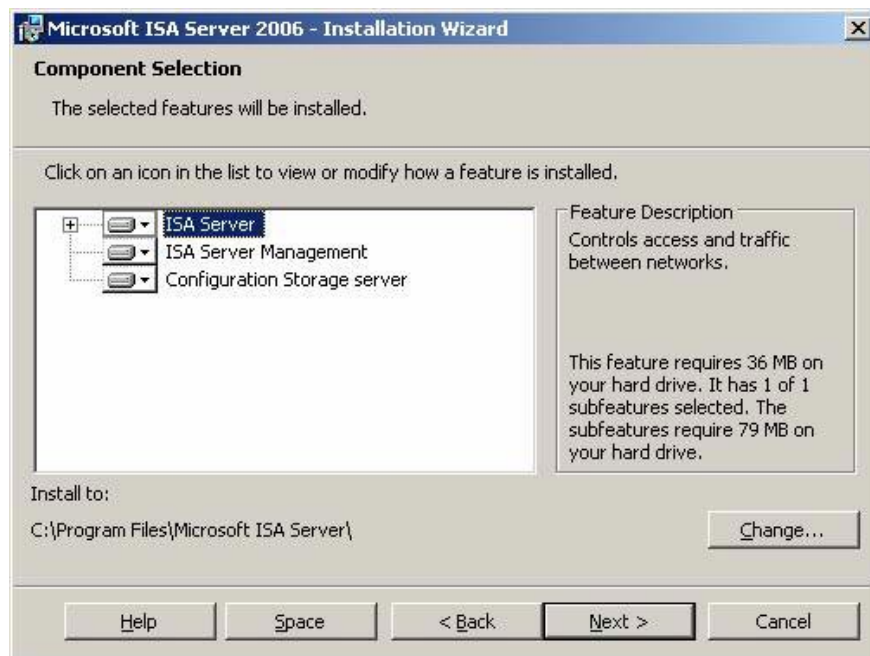 Microsoft ISA Server 2006 - Installation Wizard
Component Selection
The selected features will be installed.
Click on an icon in the list to view or modify how a feature is installed.
ISA Server
ISA Server Management
Configuration Storage server
Feature Description
Controls access and traffic
between networks.
This feature requires 36 MB on
your hard drive. It has 1 of 1
subfeatures selected. The
subfeatures require 79 MB on
your hard drive.
Install to:
C:\Program Files\Microsoft ISA Server\
Change...
Help
Space
< Back
Next >
Cancel